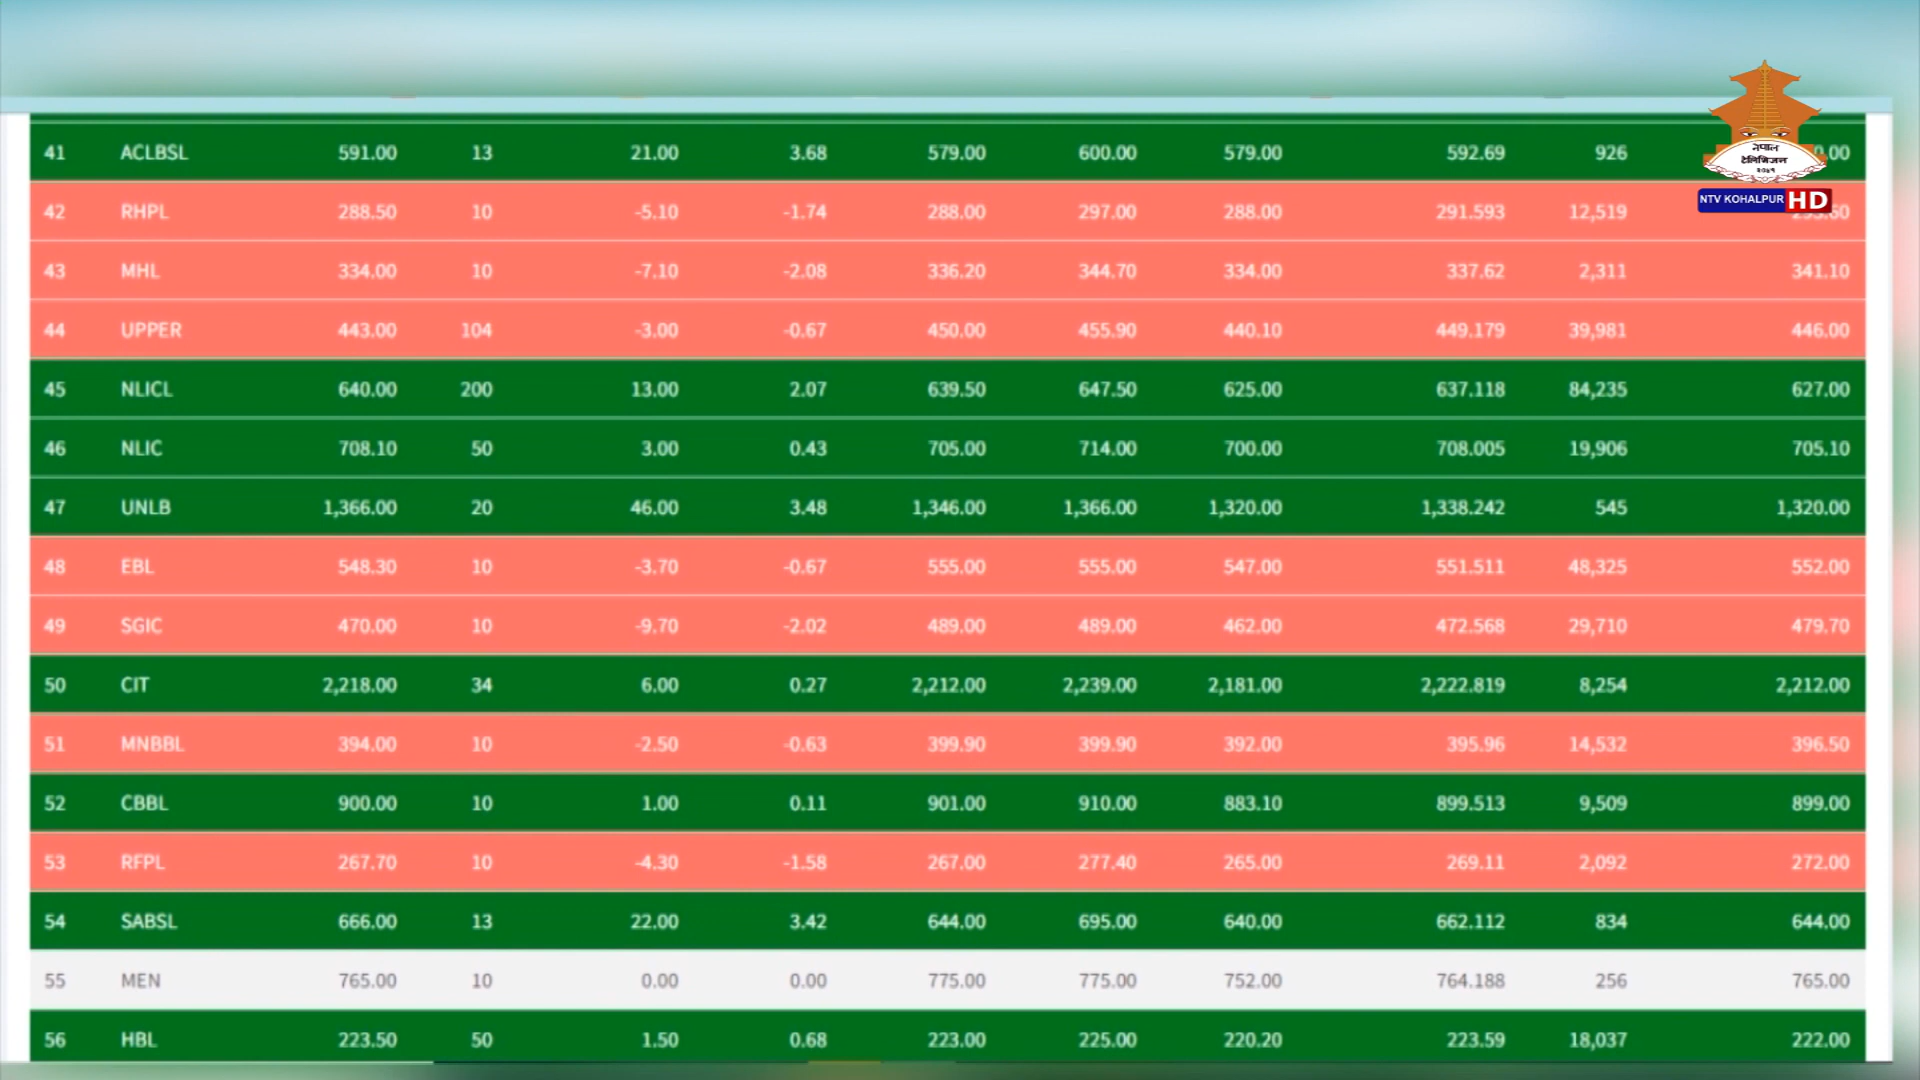 41 ACLBSL 591.00 13 21.00 3.68 579.00 600.00 579.00 592.69 926 0.00
42 RHPL 288.50 10 -5.10 -1.74 288.00 297.00 288.00 291.593 12,519
43 MHL 334.00 10 -7.10 -2.08 336.20 344.70 334.00 337.62 2,311 341.10
44 UPPER 443.00 104 -3.00 -0.67 450.00 455.90 440.10 449.179 39,981 446.00
45 NLICL 640.00 200 13.00 2.07 639.50 647.50 625.00 637.118 84,235 627.00
46 NLIC 708.10 50 3.00 0.43 705.00 714.00 700.00 708.005 19,906 705.10
47 UNLB 1,366.00 20 46.00 3.48 1,346.00 1,366.00 1,320.00 1,338.242 545 1,320.00
48 EBL 548.30 10 -3.70 -0.67 555.00 555.00 547.00 551.511 48,325 552.00
49 SGIC 470.00 10 -9.70 -2.02 489.00 489.00 462.00 472.568 29,710 479.70
50 CIT 2,218.00 34 6.00 0.27 2,212.00 2,239.00 2,181.00 2,222.819 8,254 2,212.00
51 MNBBL 394.00 10 -2.50 -0.63 399.90 399.90 392.00 395.96 14,532 396.50
52 CBBL 900.00 10 1.00 0.11 901.00 910.00 883.10 899.513 9,509 899.00
53 RFPL 267.70 10 -4.30 -1.58 267.00 277.40 265.00 269.11 2,092 272.00
54 SABSL 666.00 13 22.00 3.42 644.00 695.00 640.00 662.112 834 644.00
55 MEN 765.00 10 0.00 0.00 775.00 775.00 752.00 764.188 256 765.00
56 HBL 223.50 50 1.50 0.68 223.00 225.00 220.20 223.59 18,037 222.00
नेपाल
टेलिभिजन
२०४१
NTV KOHALPUR HD